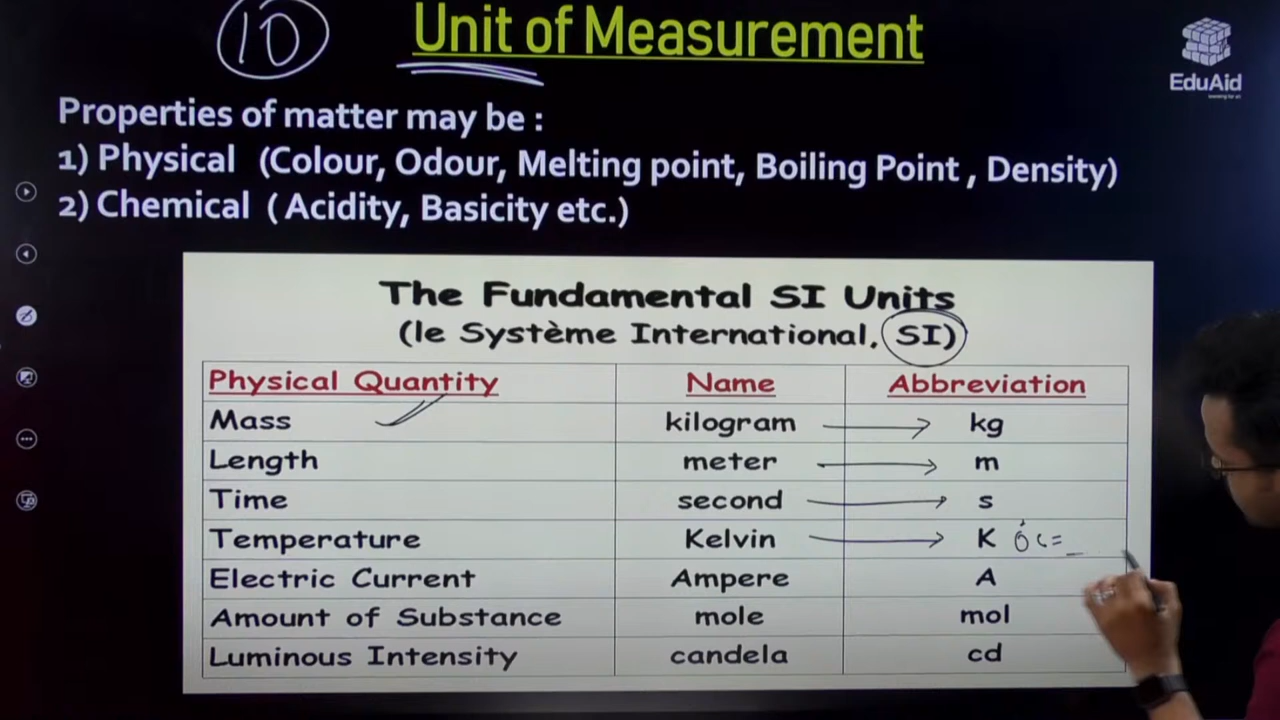 10
Unit of Measurement
EduAid
Properties of matter may be :
1) Physical (Colour, Odour, Melting point, Boiling Point , Density)
2) Chemical ( Acidity, Basicity etc.)
The Fundamental SI Units
(le Système International, SI)
Physical Quantity Name Abbreviation
Mass kilogram kg
Length meter m
Time second s
Temperature Kelvin K
Electric Current Ampere A
Amount of Substance mole mol
Luminous Intensity candela cd